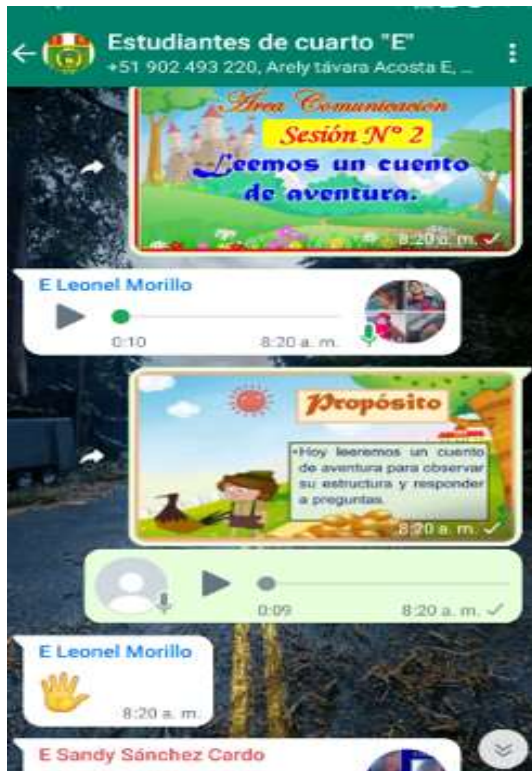 Estudiantes de cuarto "E"
+51 902 493 220, Arely távara Acosta E, ...
Área Comunicación
Sesión N° 2
Leemos un cuento
de aventura.
8:20 a. m.
E Leonel Morillo
0:10
8:20 a. m.
Propósito
•Hoy leeremos un cuento
de aventura para observar
su estructura y responder
a preguntas.
8:20 a. m.
0:09
8:20 a. m.
E Leonel Morillo
8:20 a. m.
E Sandy Sánchez Cardo